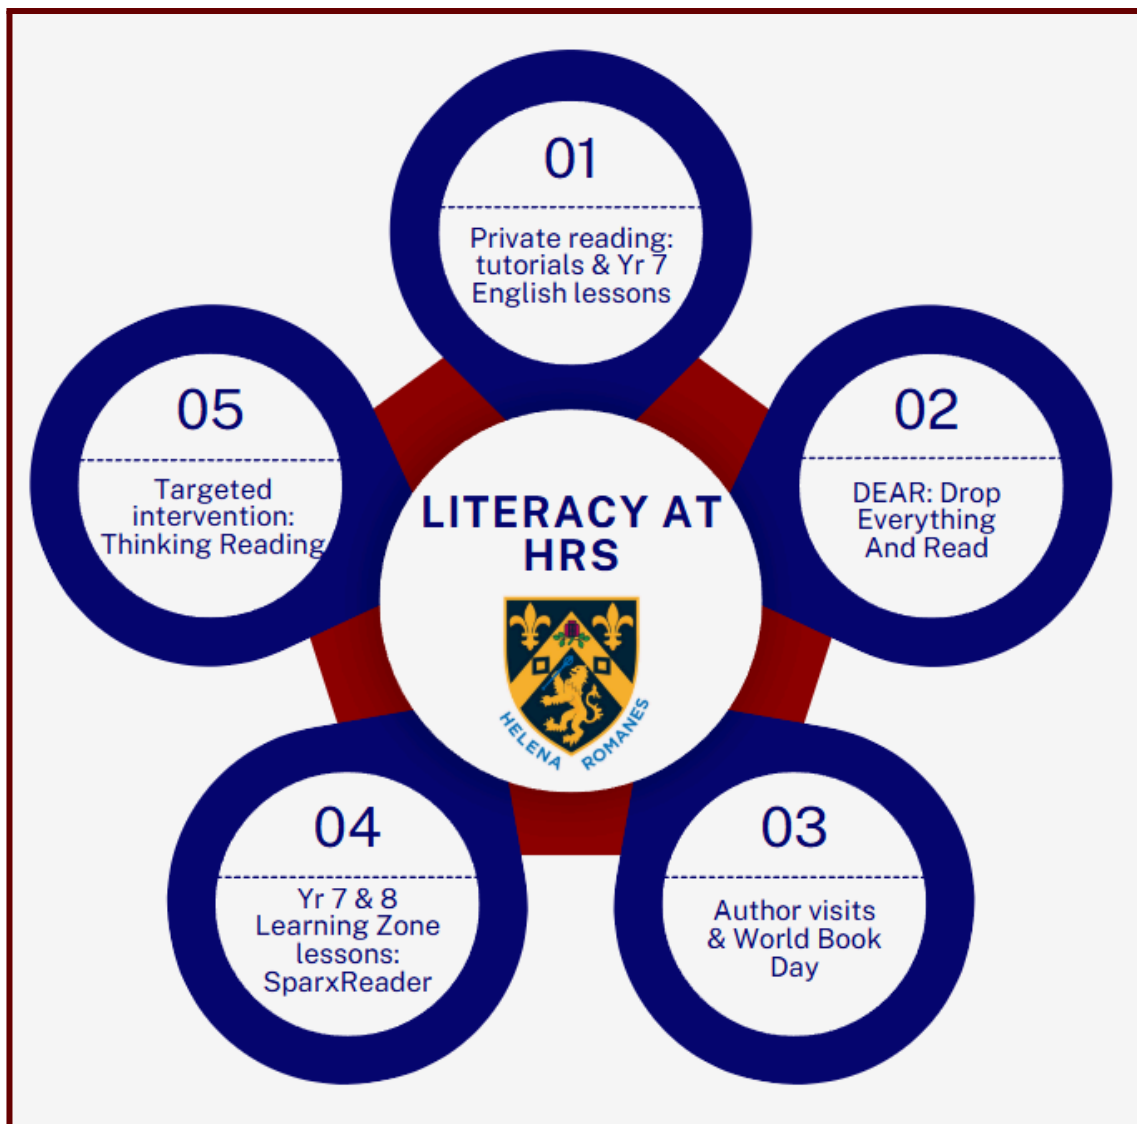 01
Private reading:
tutorials & Yr 7
English lessons
02
DEAR: Drop
Everything
And Read
03
Author visits
& World Book
Day
04
Yr 7 & 8
Learning Zone
lessons:
SparxReader
05
Targeted
intervention:
Thinking Reading
LITERACY AT
HRS
HELENA ROMANES